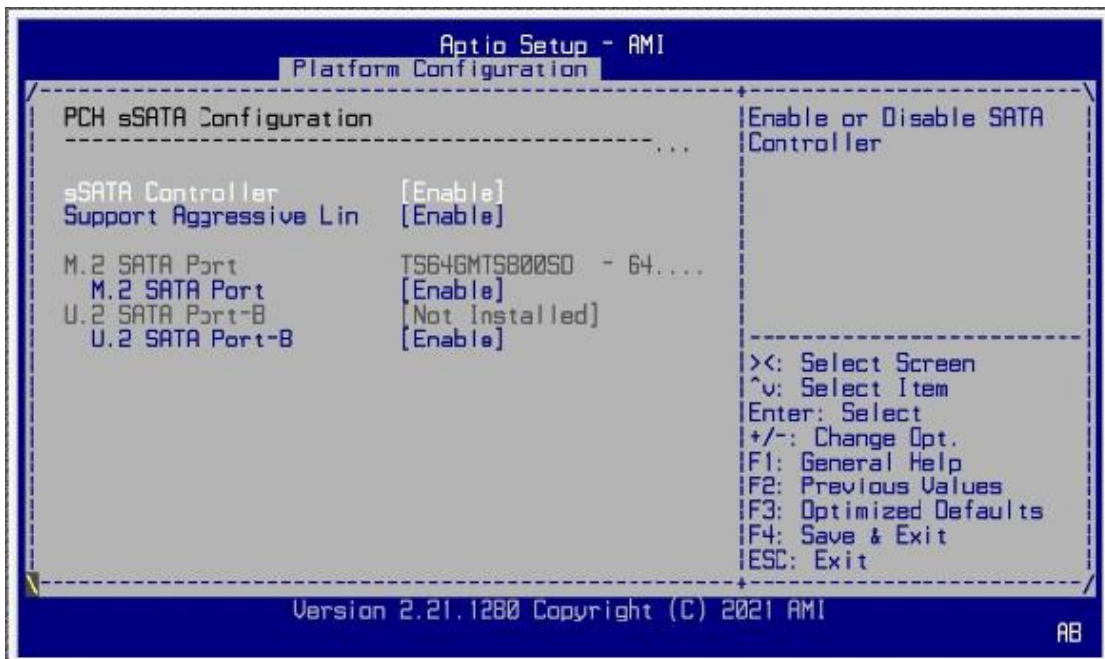 Aptio Setup - AMI
Platform Configuration
PCH sSATA Configuration
...
sSATA Controller [Enable]
Support Aggressive Lin [Enable]
M.2 SATA Port TS64GMTS800SD - 64....
M.2 SATA Port [Enable]
U.2 SATA Port-B [Not Installed]
U.2 SATA Port-B [Enable]
Enable or Disable SATA
Controller
><: Select Screen
^v: Select Item
Enter: Select
+/-: Change Opt.
F1: General Help
F2: Previous Values
F3: Optimized Defaults
F4: Save & Exit
ESC: Exit
Version 2.21.1280 Copyright (C) 2021 AMI
AB